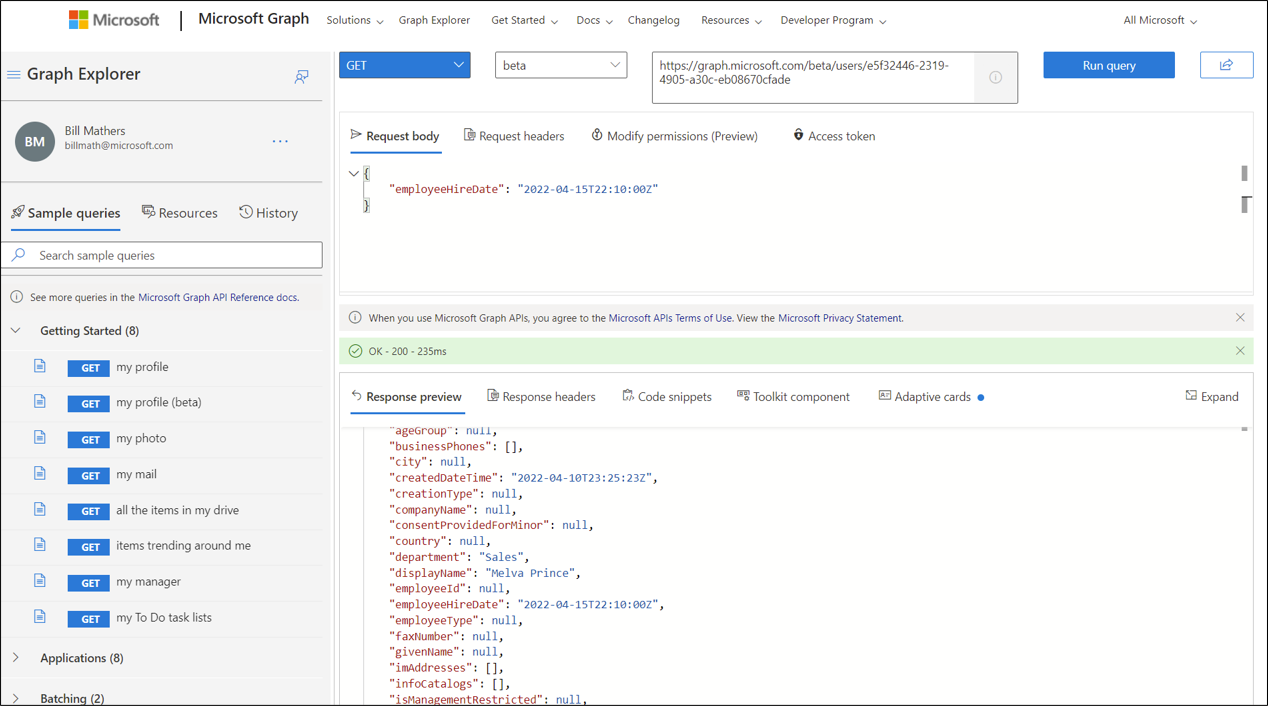 Microsoft | Microsoft Graph Solutions Graph Explorer Get Started Docs Changelog Resources Developer Program All Microsoft
Graph Explorer
BM
Bill Mathers
billmath@microsoft.com
...
Sample queries Resources History
Search sample queries
See more queries in the Microsoft Graph API Reference docs.
Getting Started (8)
GET my profile
GET my profile (beta)
GET my photo
GET my mail
GET all the items in my drive
GET items trending around me
GET my manager
GET my To Do task lists
Applications (8)
Batching (2)
GET
beta
https://graph.microsoft.com/beta/users/e5f32446-2319-
4905-a30c-eb08670cfade
Run query
Request body Request headers Modify permissions (Preview) Access token
{
"employeeHireDate": "2022-04-15T22:10:00Z"
}
When you use Microsoft Graph APIs, you agree to the Microsoft APIs Terms of Use. View the Microsoft Privacy Statement.
OK - 200 - 235ms
Response preview Response headers Code snippets Toolkit component Adaptive cards Expand
"ageGroup": null,
"businessPhones": [],
"city": null,
"createdDateTime": "2022-04-10T23:25:23Z",
"creationType": null,
"companyName": null,
"consentProvidedForMinor": null,
"country": null,
"department": "Sales",
"displayName": "Melva Prince",
"employeeId": null,
"employeeHireDate": "2022-04-15T22:10:00Z",
"employeeType": null,
"faxNumber": null,
"givenName": null,
"imAddresses": [],
"infoCatalogs": [],
"isManagementRestricted": null,